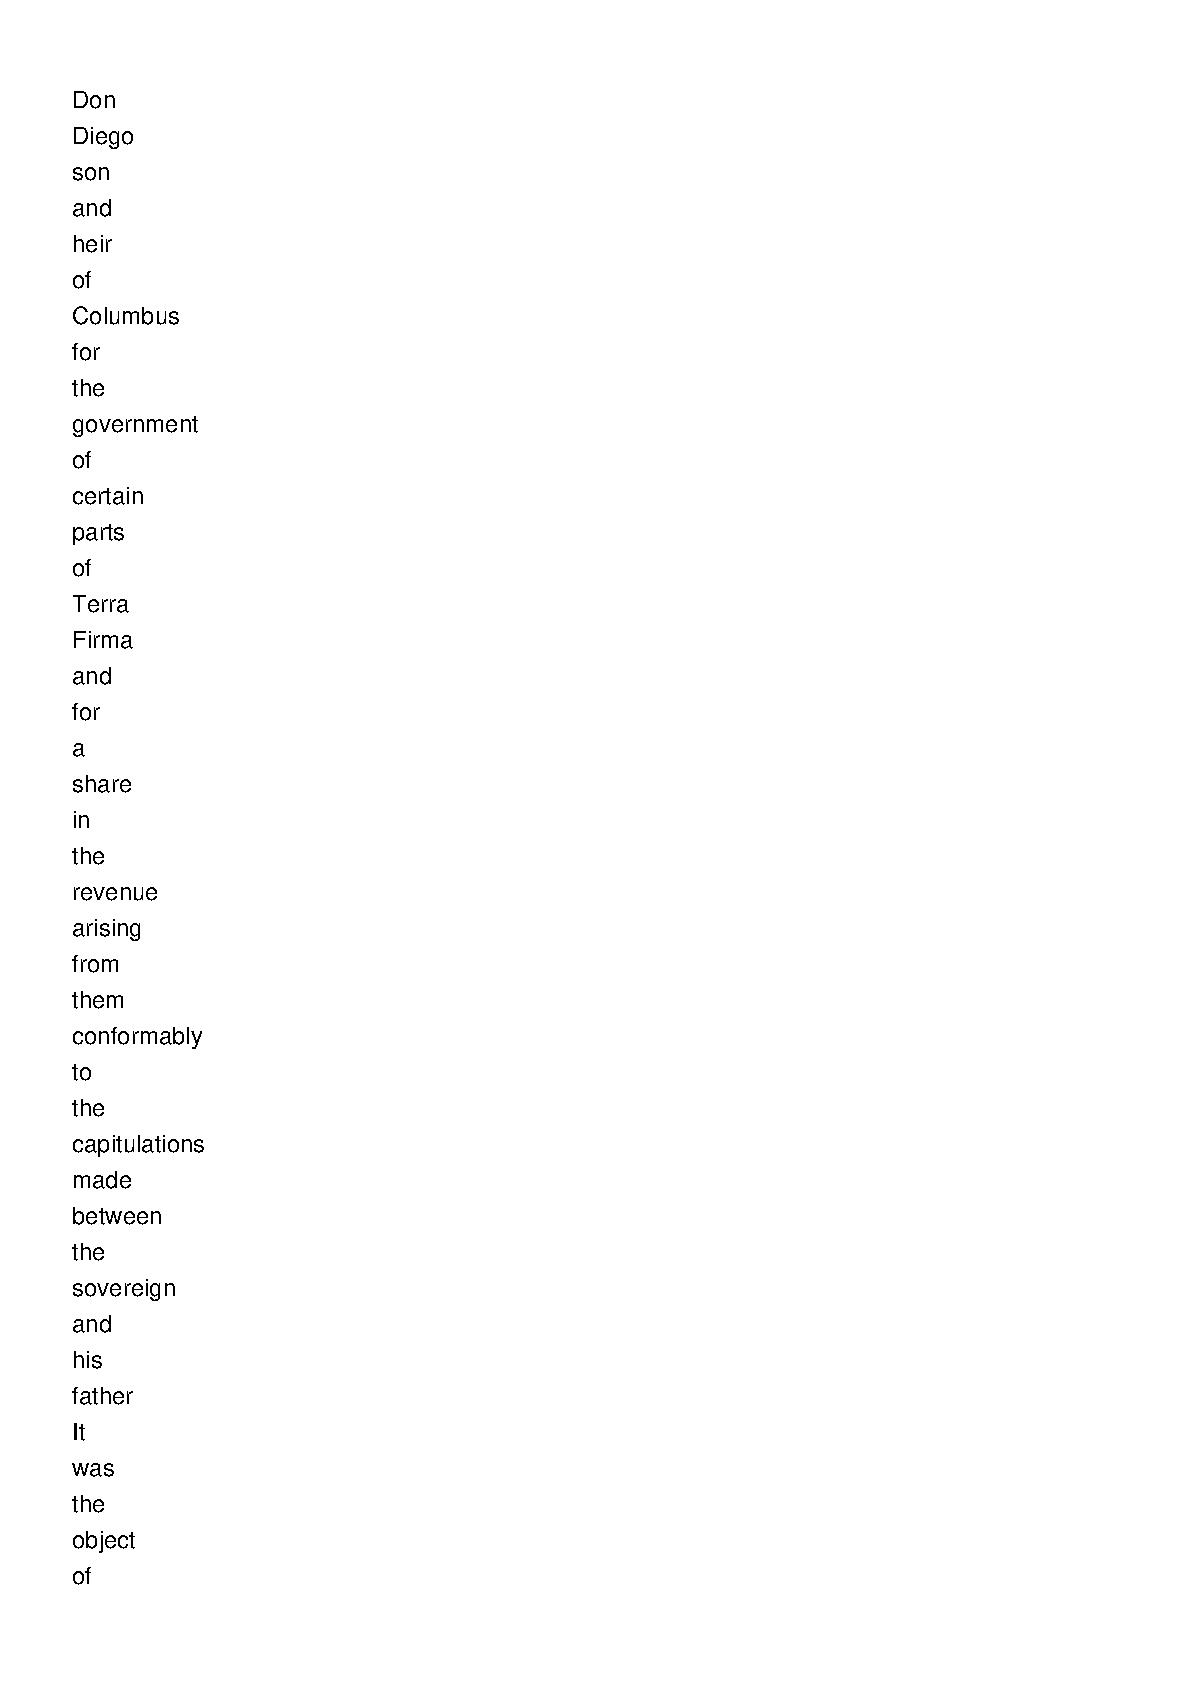 Don
Diego
son
and
heir
of
Columbus
for
the
government
of
certain
parts
of
Terra
Firma
and
for
a
share
in
the
revenue
arising
from
them
conformably
to
the
capitulations
made
between
the
sovereign
and
his
father
It
was
the
object
of